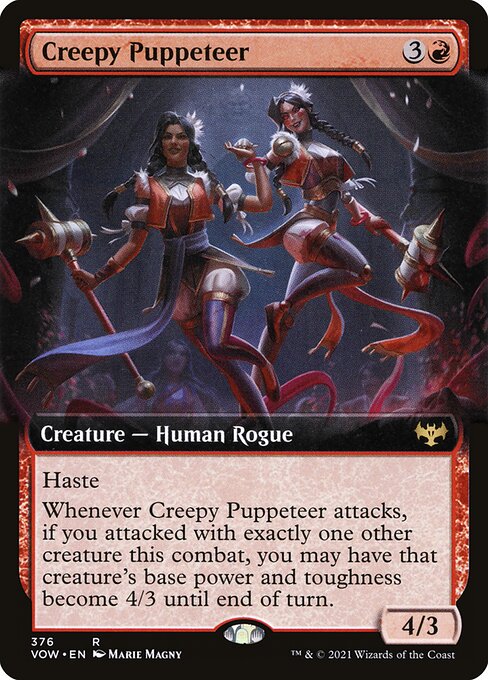 Creepy Puppeteer 3
Creature — Human Rogue
Haste
Whenever Creepy Puppeteer attacks,
if you attacked with exactly one other
creature this combat, you may have that
creature's base power and toughness
become 4/3 until end of turn.
4/3
376 R
VOW • EN Marie Magny
™ & © 2021 Wizards of the Coast